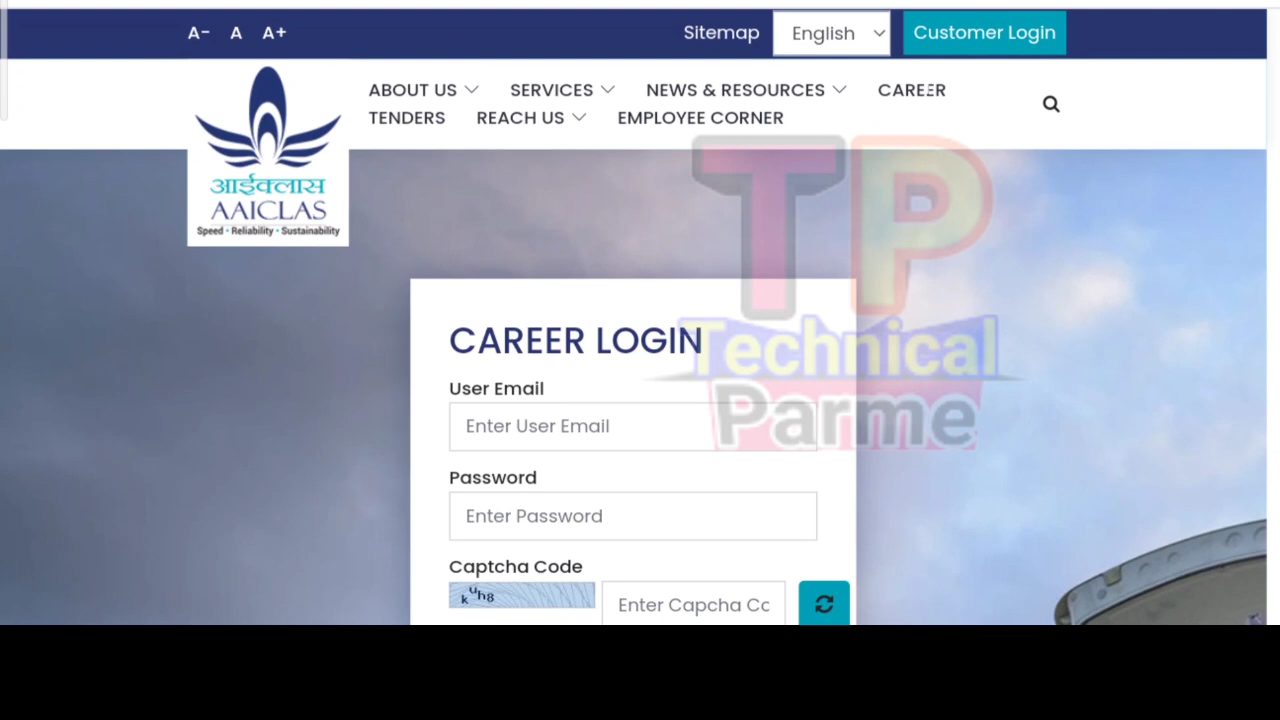 A- A A+ Sitemap English Customer Login
ABOUT US SERVICES NEWS & RESOURCES CAREER
TENDERS REACH US EMPLOYEE CORNER
आईक्लास
AAICLAS
Speed • Reliability • Sustainability
TP
Technical
Parme
CAREER LOGIN
User Email
Enter User Email
Password
Enter Password
Captcha Code
kuh8 Enter Capcha Cc